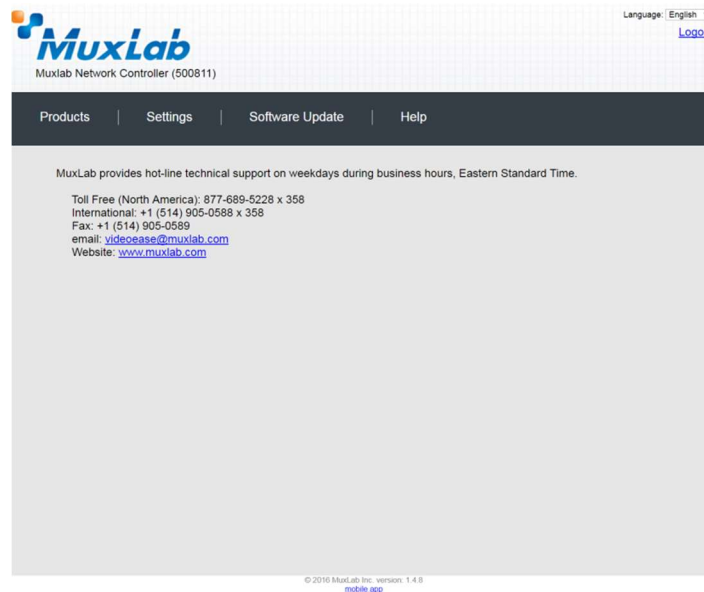 Language: English
Logo
MuxLab
Muxlab Network Controller (500811)
Products | Settings | Software Update | Help
MuxLab provides hot-line technical support on weekdays during business hours, Eastern Standard Time.
Toll Free (North America): 877-689-5228 x 358
International: +1 (514) 905-0588 x 358
Fax: +1 (514) 905-0589
email: videoease@muxlab.com
Website: www.muxlab.com
© 2016 MuxLab Inc. version: 1.4.8
mobile app